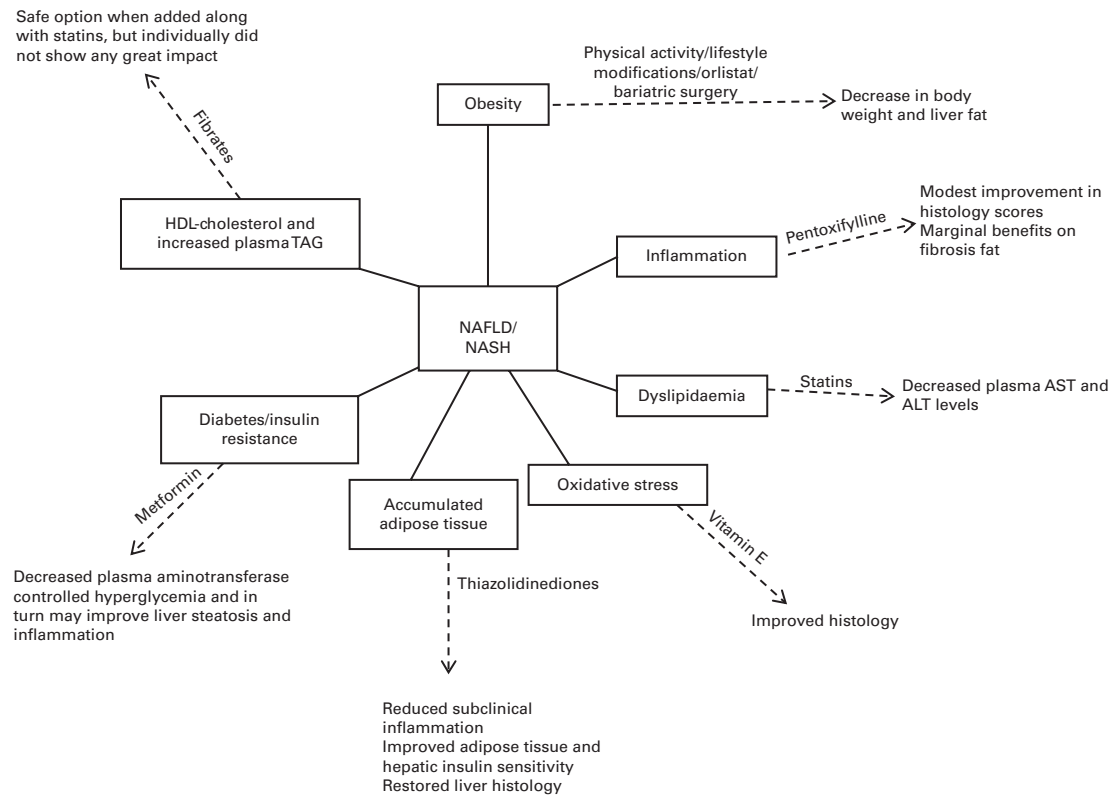 Safe option when added along
with statins, but individually did
not show any great impact
Fibrates
HDL-cholesterol and
increased plasma TAG
Obesity
Physical activity/lifestyle
modifications/orlistat/
bariatric surgery
Decrease in body
weight and liver fat
Inflammation
Pentoxifylline
Modest improvement in
histology scores
Marginal benefits on
fibrosis fat
NAFLD/
NASH
Dyslipidaemia
Statins
Decreased plasma AST and
ALT levels
Diabetes/insulin
resistance
Metformin
Decreased plasma aminotransferase
controlled hyperglycemia and in
turn may improve liver steatosis and
inflammation
Accumulated
adipose tissue
Thiazolidinediones
Reduced subclinical
inflammation
Improved adipose tissue and
hepatic insulin sensitivity
Restored liver histology
Oxidative stress
Vitamin E
Improved histology